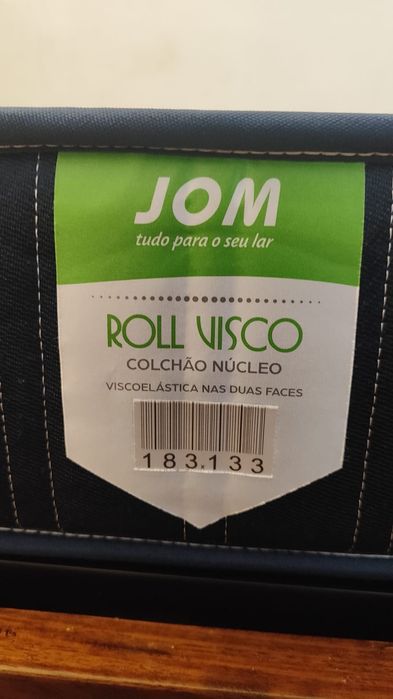 JOM
tudo para o seu lar
ROLL VISCO
COLCHÃO NÚCLEO
VISCOELÁSTICA NAS DUAS FACES
183.133